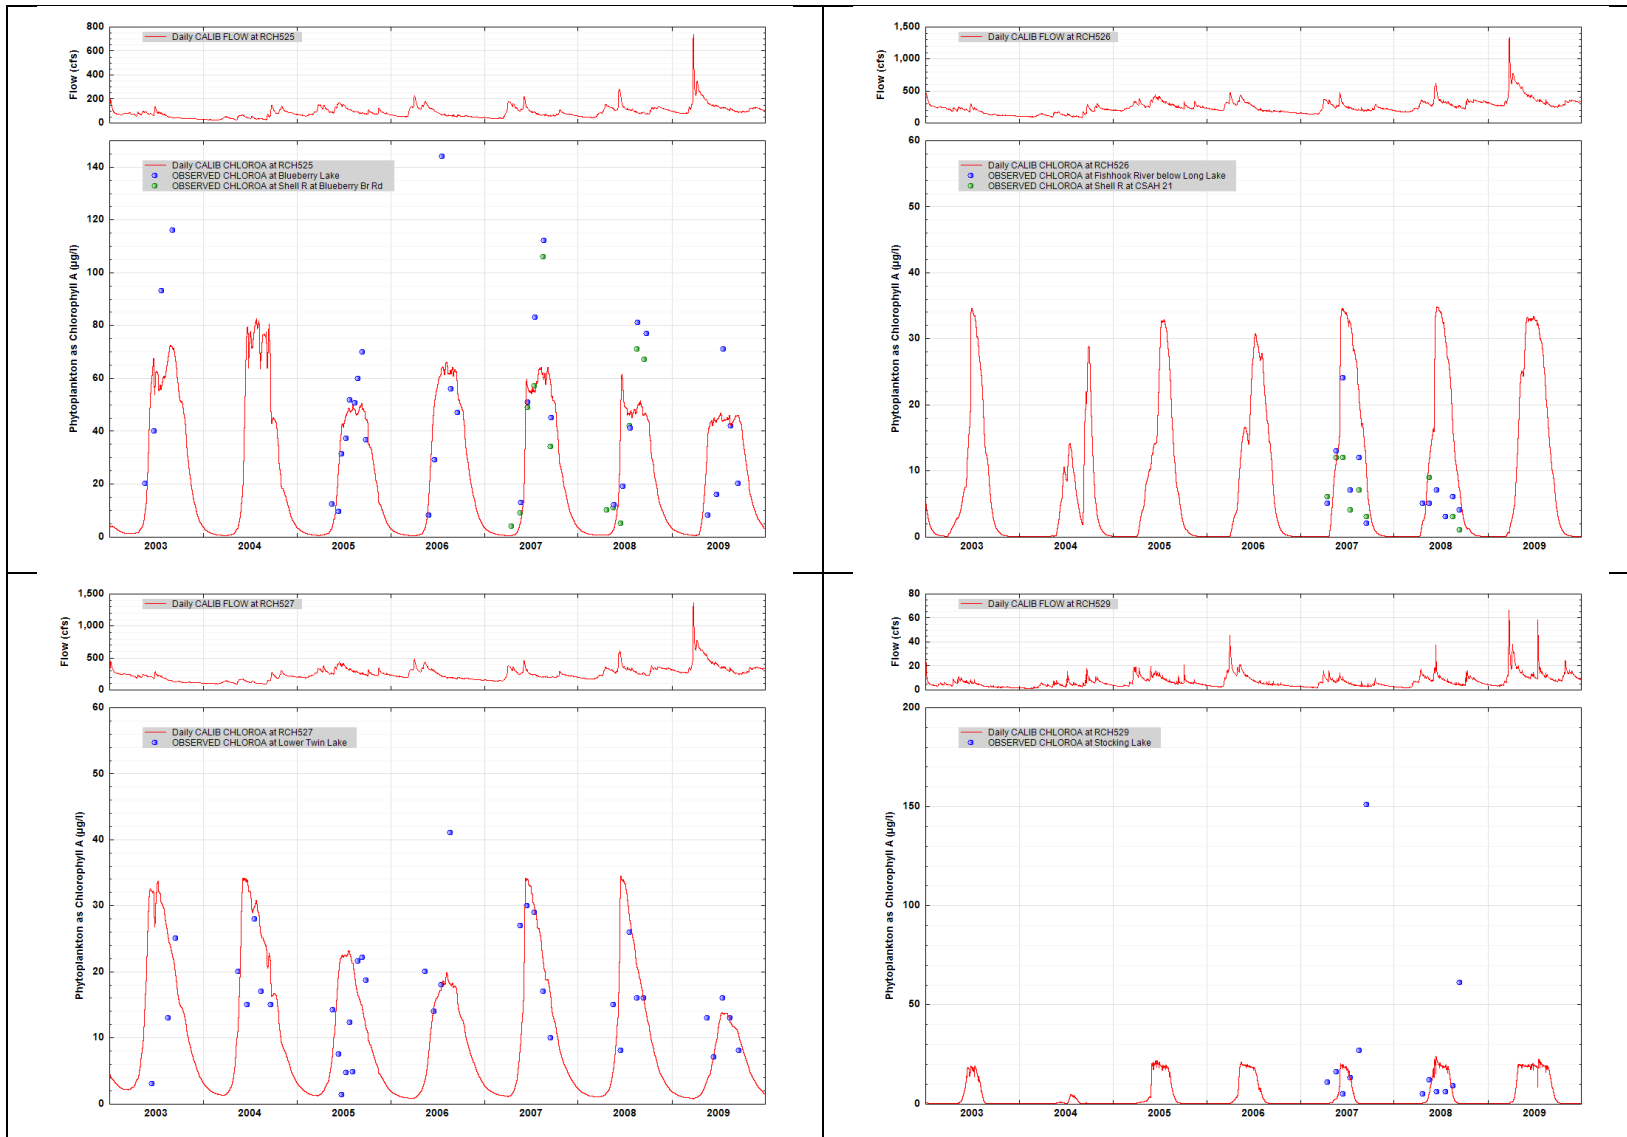 800
600
400
200
0
Flow (cfs)
Daily CALIB FLOW at RCH525
140
120
100
80
60
40
20
0
Phytoplankton as Chlorophyll A (µg/l)
Daily CALIB CHLOROA at RCH525
OBSERVED CHLOROA at Blueberry Lake
OBSERVED CHLOROA at Shell R at Blueberry Br Rd
2003 2004 2005 2006 2007 2008 2009
1,500
1,000
500
0
Flow (cfs)
Daily CALIB FLOW at RCH526
60
50
40
30
20
10
0
Phytoplankton as Chlorophyll A (µg/l)
Daily CALIB CHLOROA at RCH526
OBSERVED CHLOROA at Fishhook River below Long Lake
OBSERVED CHLOROA at Shell R at CSAH 21
2003 2004 2005 2006 2007 2008 2009
1,500
1,000
500
0
Flow (cfs)
Daily CALIB FLOW at RCH527
60
50
40
30
20
10
0
Phytoplankton as Chlorophyll A (µg/l)
Daily CALIB CHLOROA at RCH527
OBSERVED CHLOROA at Lower Twin Lake
2003 2004 2005 2006 2007 2008 2009
80
60
40
20
0
Flow (cfs)
Daily CALIB FLOW at RCH529
200
150
100
50
0
Phytoplankton as Chlorophyll A (µg/l)
Daily CALIB CHLOROA at RCH529
OBSERVED CHLOROA at Stocking Lake
2003 2004 2005 2006 2007 2008 2009